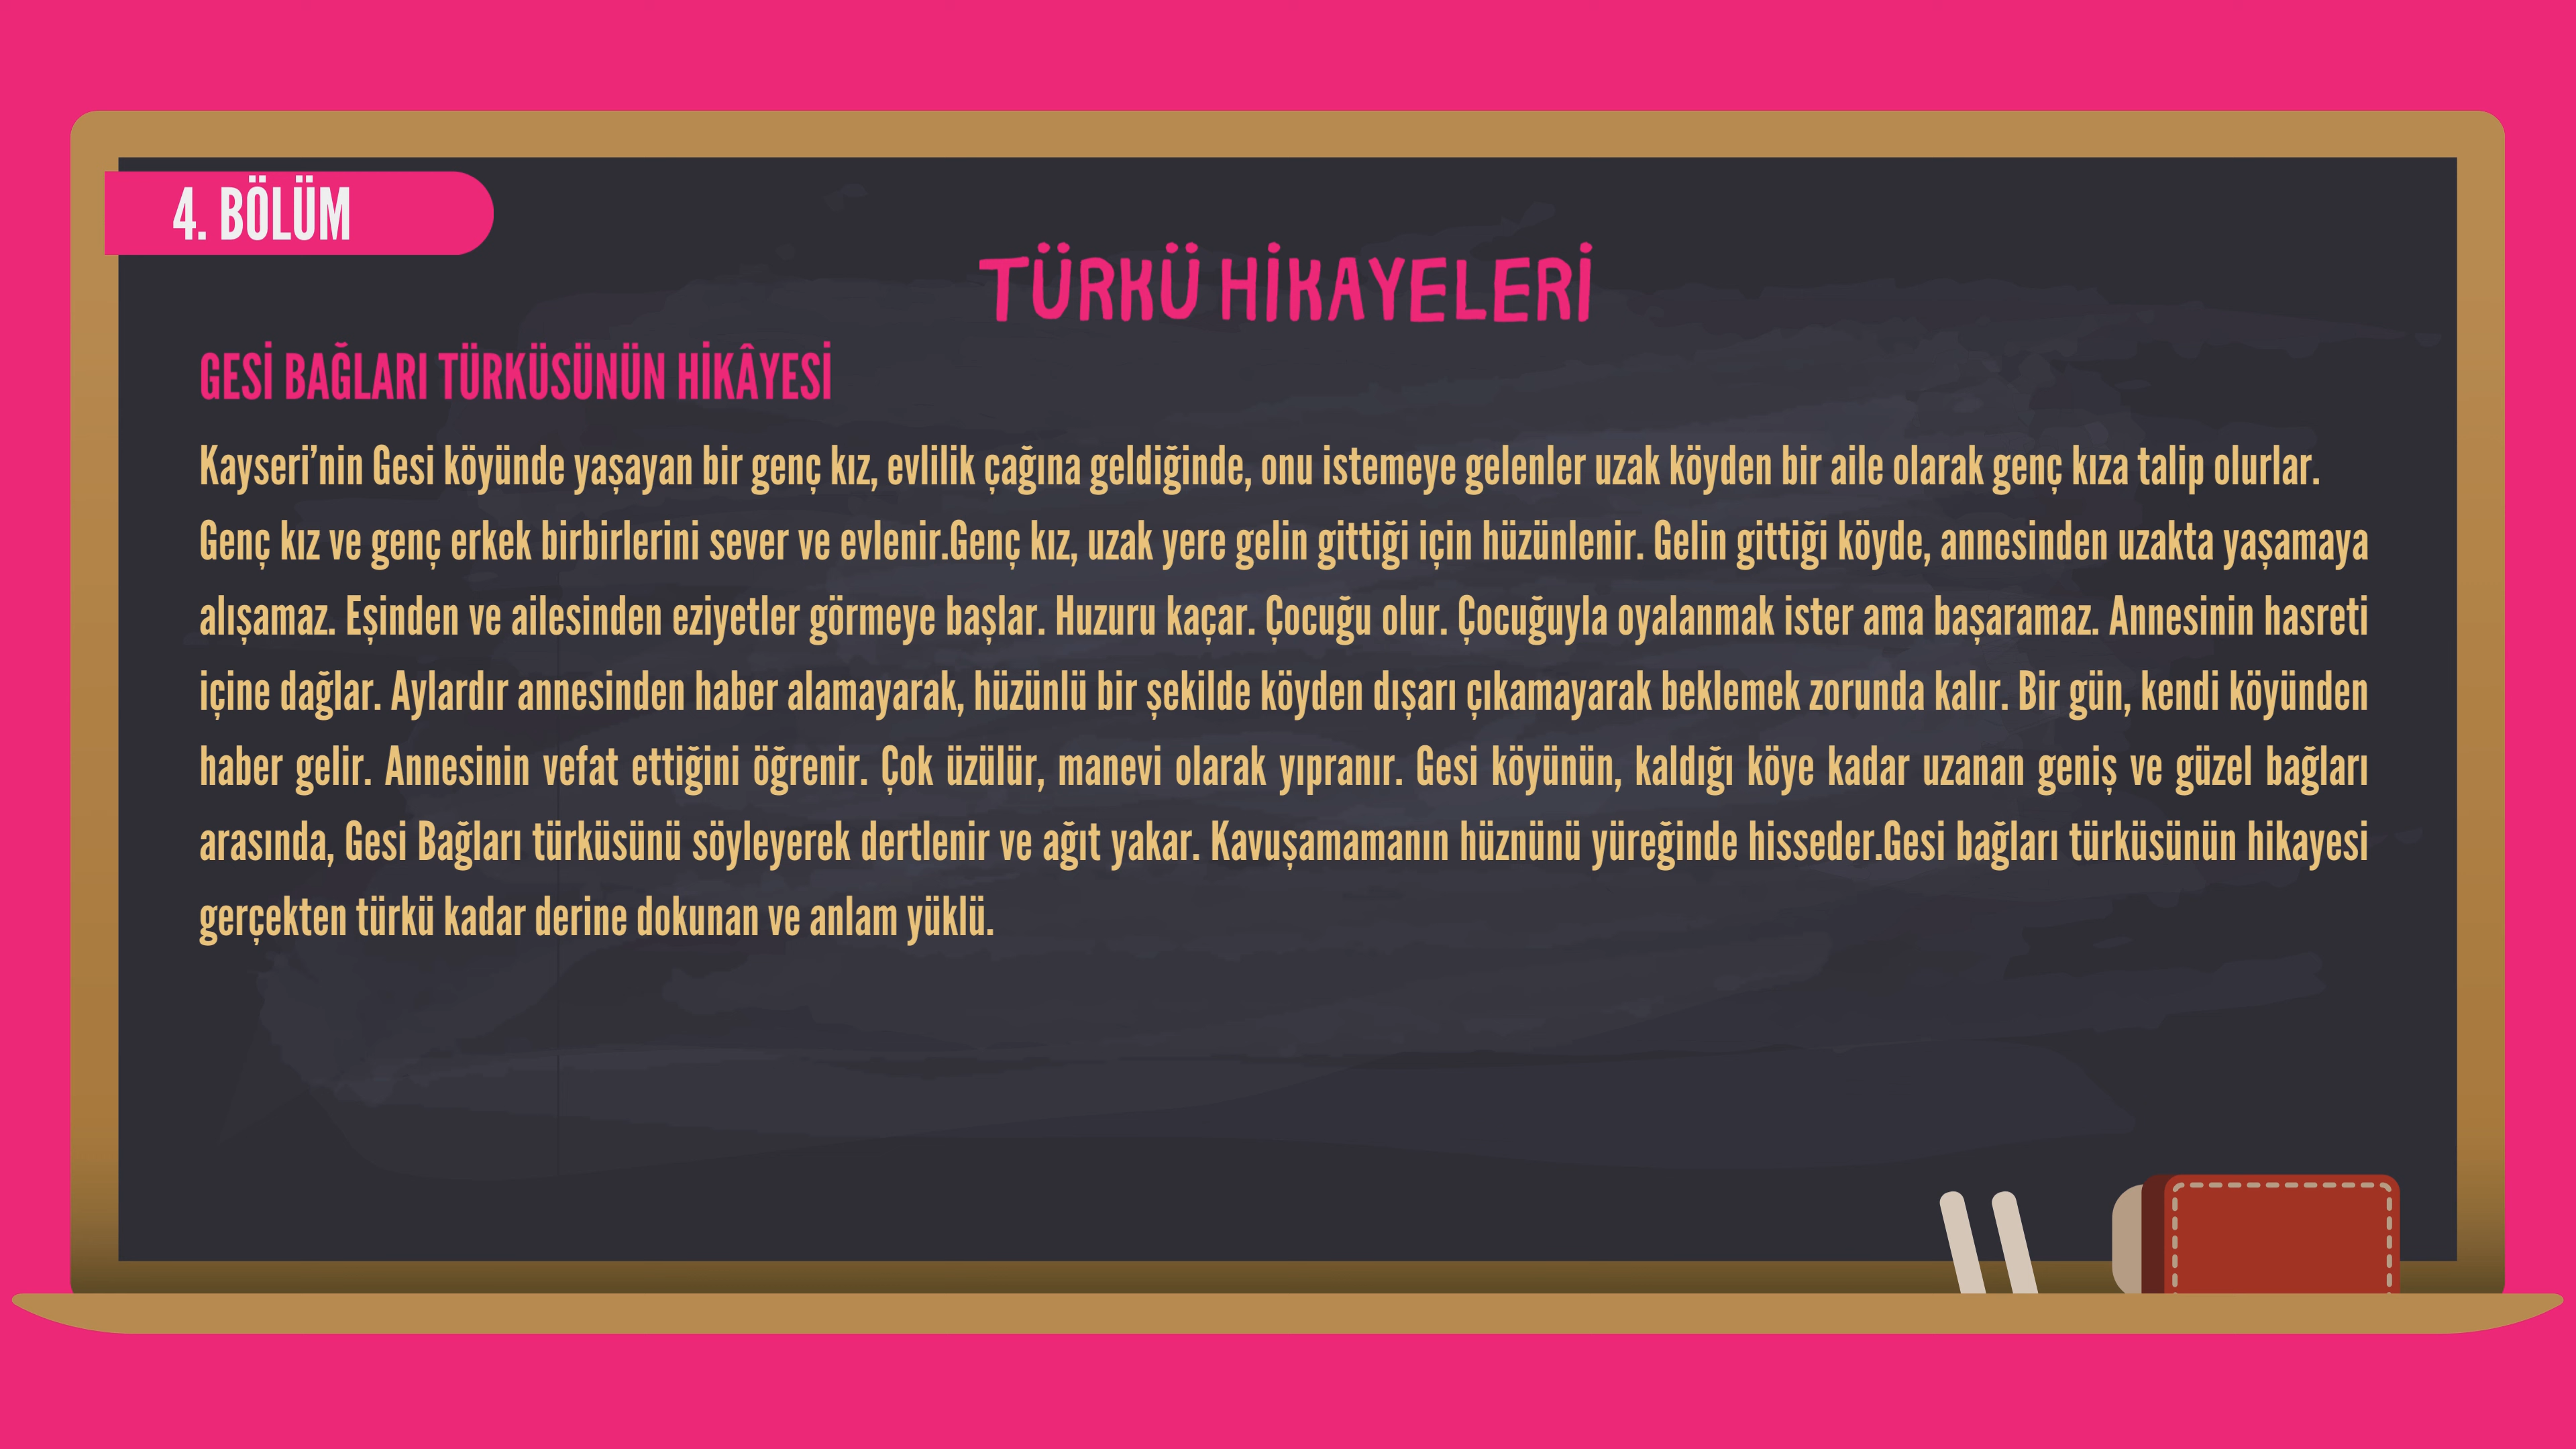 4. BÖLÜM
TÜRKÜ HİKAYELERİ
GESİ BAĞLARI TÜRKÜSÜNÜN HİKÂYESİ
Kayseri’nin Gesi köyünde yaşayan bir genç kız, evlilik çağına geldiğinde, onu istemeye gelenler uzak köyden bir aile olarak genç kıza talip olurlar.
Genç kız ve genç erkek birbirlerini sever ve evlenir.Genç kız, uzak yere gelin gittiği için hüzünlenir. Gelin gittiği köyde, annesinden uzakta yaşamaya
alışamaz. Eşinden ve ailesinden eziyetler görmeye başlar. Huzuru kaçar. Çocuğu olur. Çocuğuyla oyalanmak ister ama başaramaz. Annesinin hasreti
içine dağlar. Aylardır annesinden haber alamayarak, hüzünlü bir şekilde köyden dışarı çıkamayarak beklemek zorunda kalır. Bir gün, kendi köyünden
haber gelir. Annesinin vefat ettiğini öğrenir. Çok üzülür, manevi olarak yıpranır. Gesi köyünün, kaldığı köye kadar uzanan geniş ve güzel bağları
arasında, Gesi Bağları türküsünü söyleyerek dertlenir ve ağıt yakar. Kavuşamamanın hüznünü yüreğinde hisseder.Gesi bağları türküsünün hikayesi
gerçekten türkü kadar derine dokunan ve anlam yüklü.